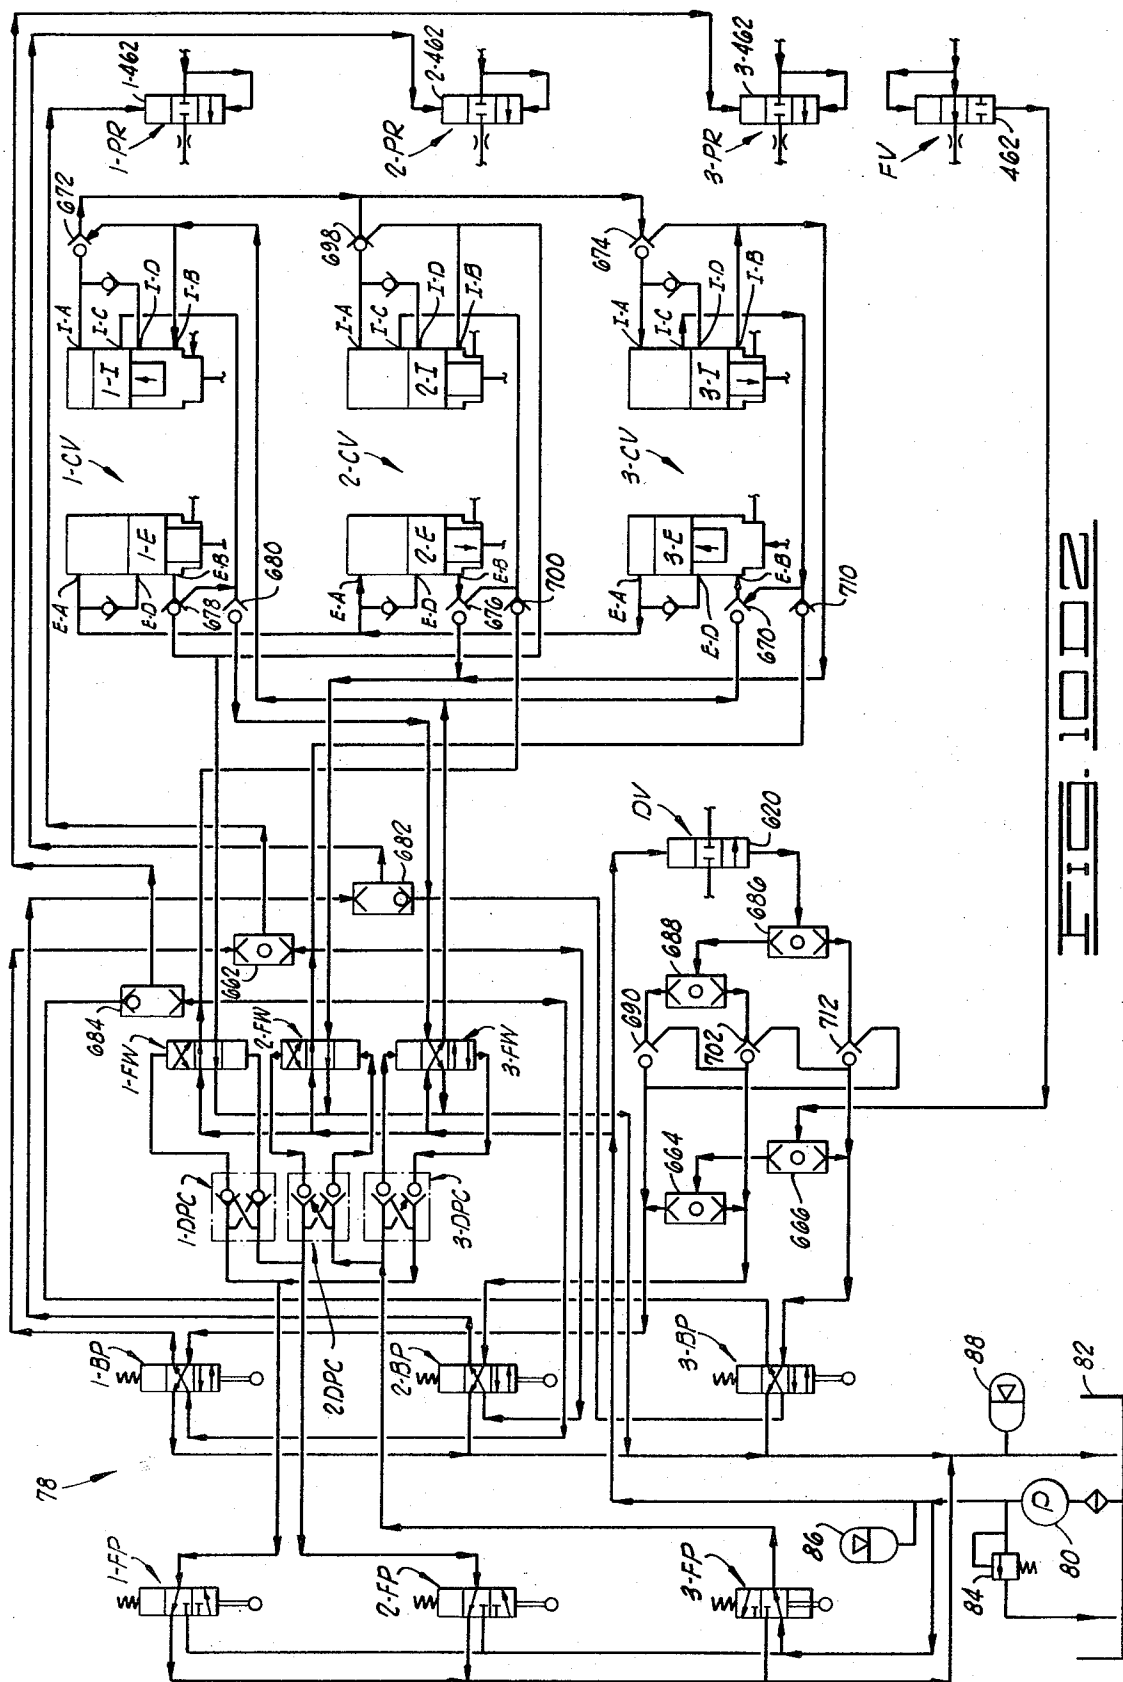 1-462
1-PR
2-462
2-PR
3-462
3-PR
FV
462
672
698
674
I-A
I-C
I-D
I-B
1-I
I-A
I-C
I-D
I-B
2-I
I-A
I-C
I-D
I-B
3-I
1-CV
2-CV
3-CV
1-E
E-A
E-D
E-B
678
680
2-E
E-A
E-D
E-B
676
700
3-E
E-A
E-D
E-B
670
710
DV
620
682
662
684
686
688
690
702
712
1-FW
2-FW
3-FW
664
666
1-DPC
2DPC
3-DPC
1-BP
2-BP
3-BP
78
1-FP
2-FP
3-FP
88
82
86
P
80
84
FIG. 100 2